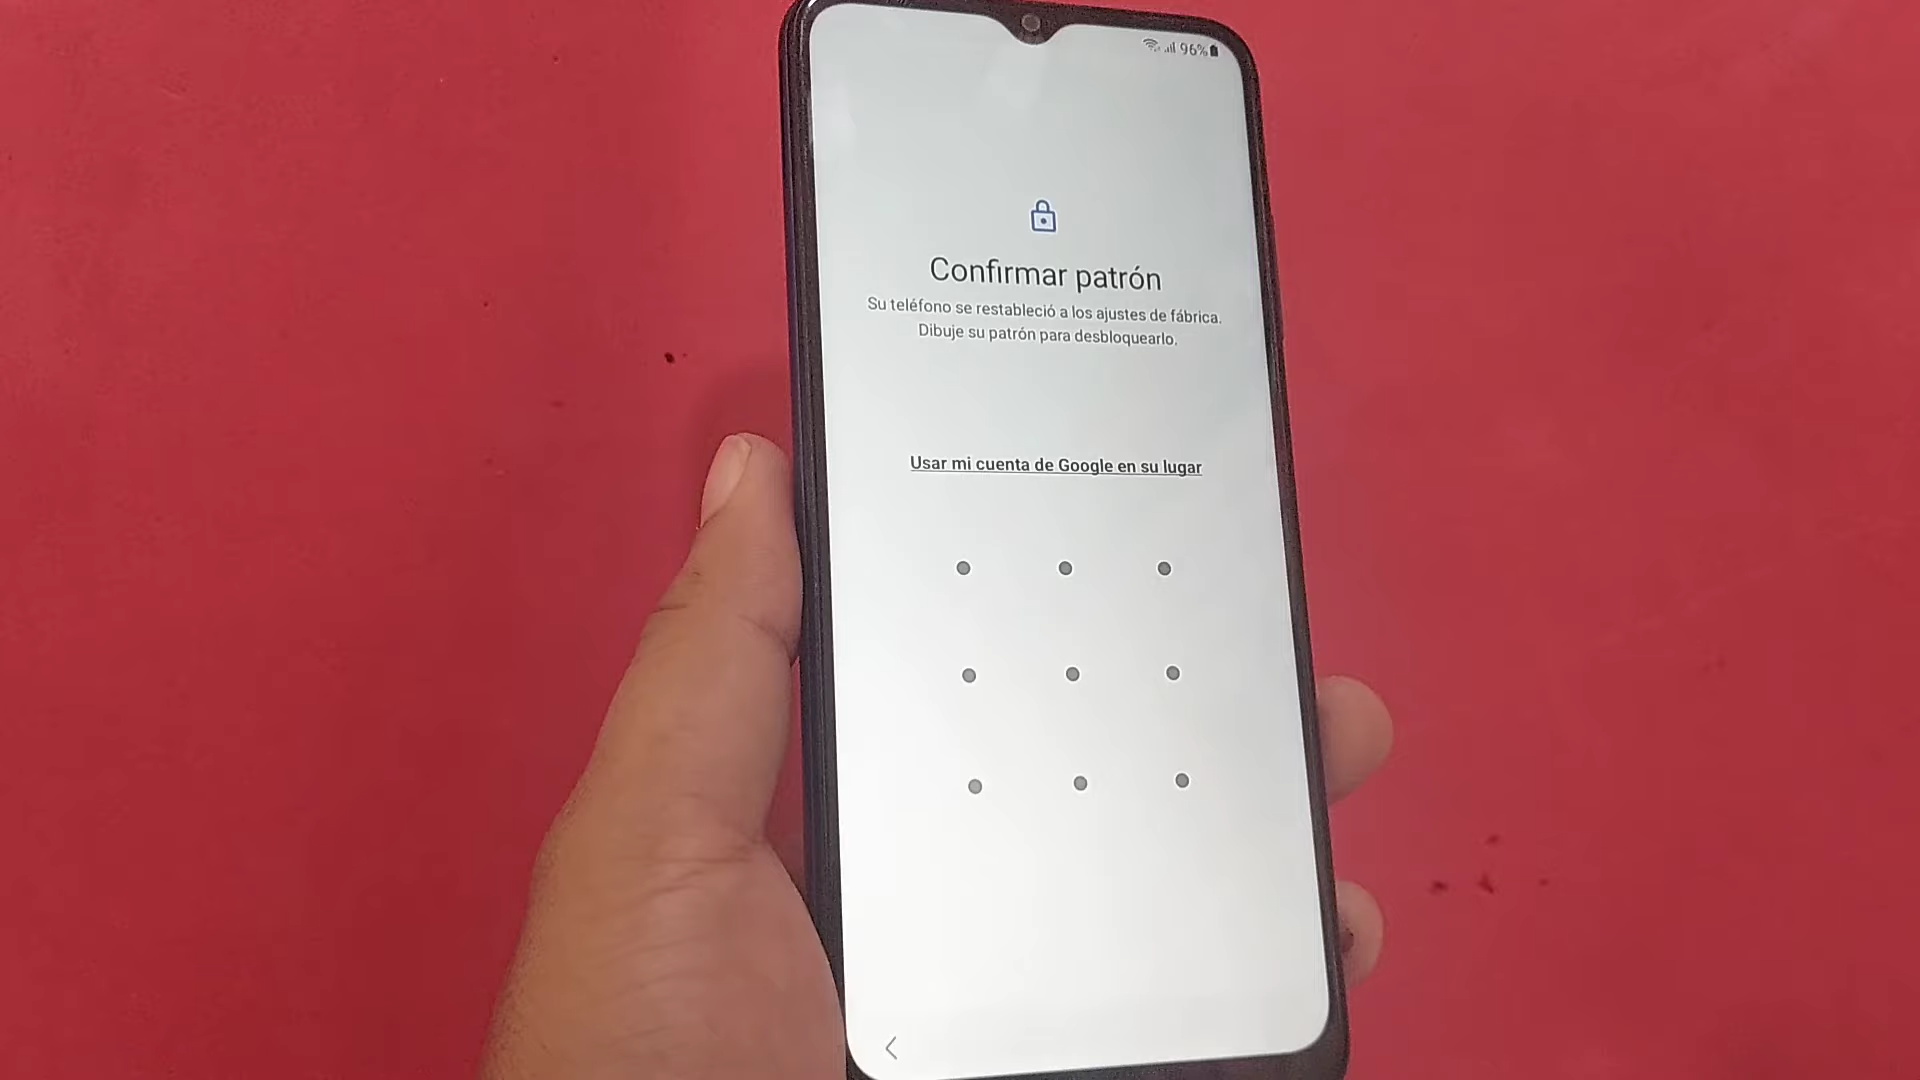 96%
Confirmar patrón
Su teléfono se restableció a los ajustes de fábrica.
Dibuje su patrón para desbloquearlo.
Usar mi cuenta de Google en su lugar